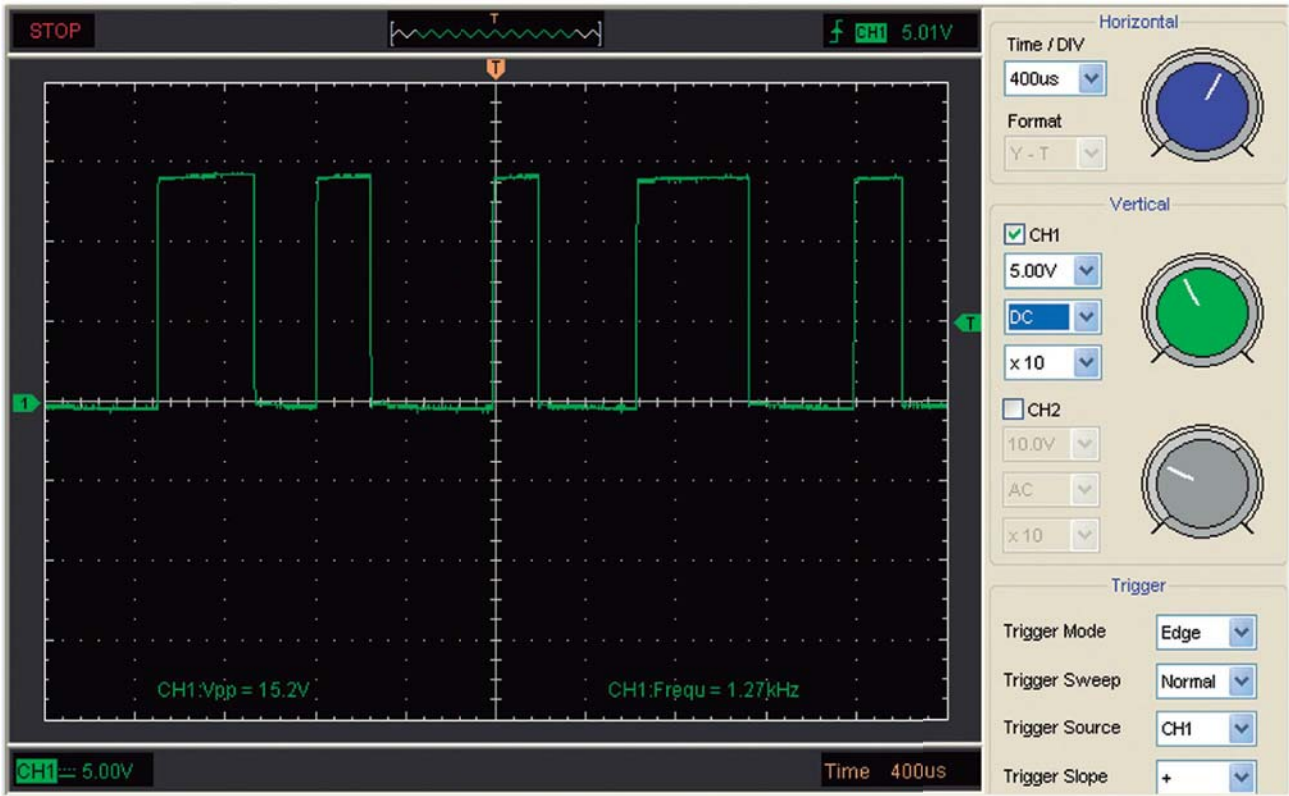 STOP
T
CH1 5.01V
T
T
1
CH1:Vpp = 15.2V
CH1:Frequ = 1.27kHz
CH1 5.00V
Time 400us
Horizontal
Time / DIV
400us
Format
Y - T
Vertical
CH1
5.00V
DC
x 10
CH2
10.0V
AC
x 10
Trigger
Trigger Mode Edge
Trigger Sweep Normal
Trigger Source CH1
Trigger Slope +